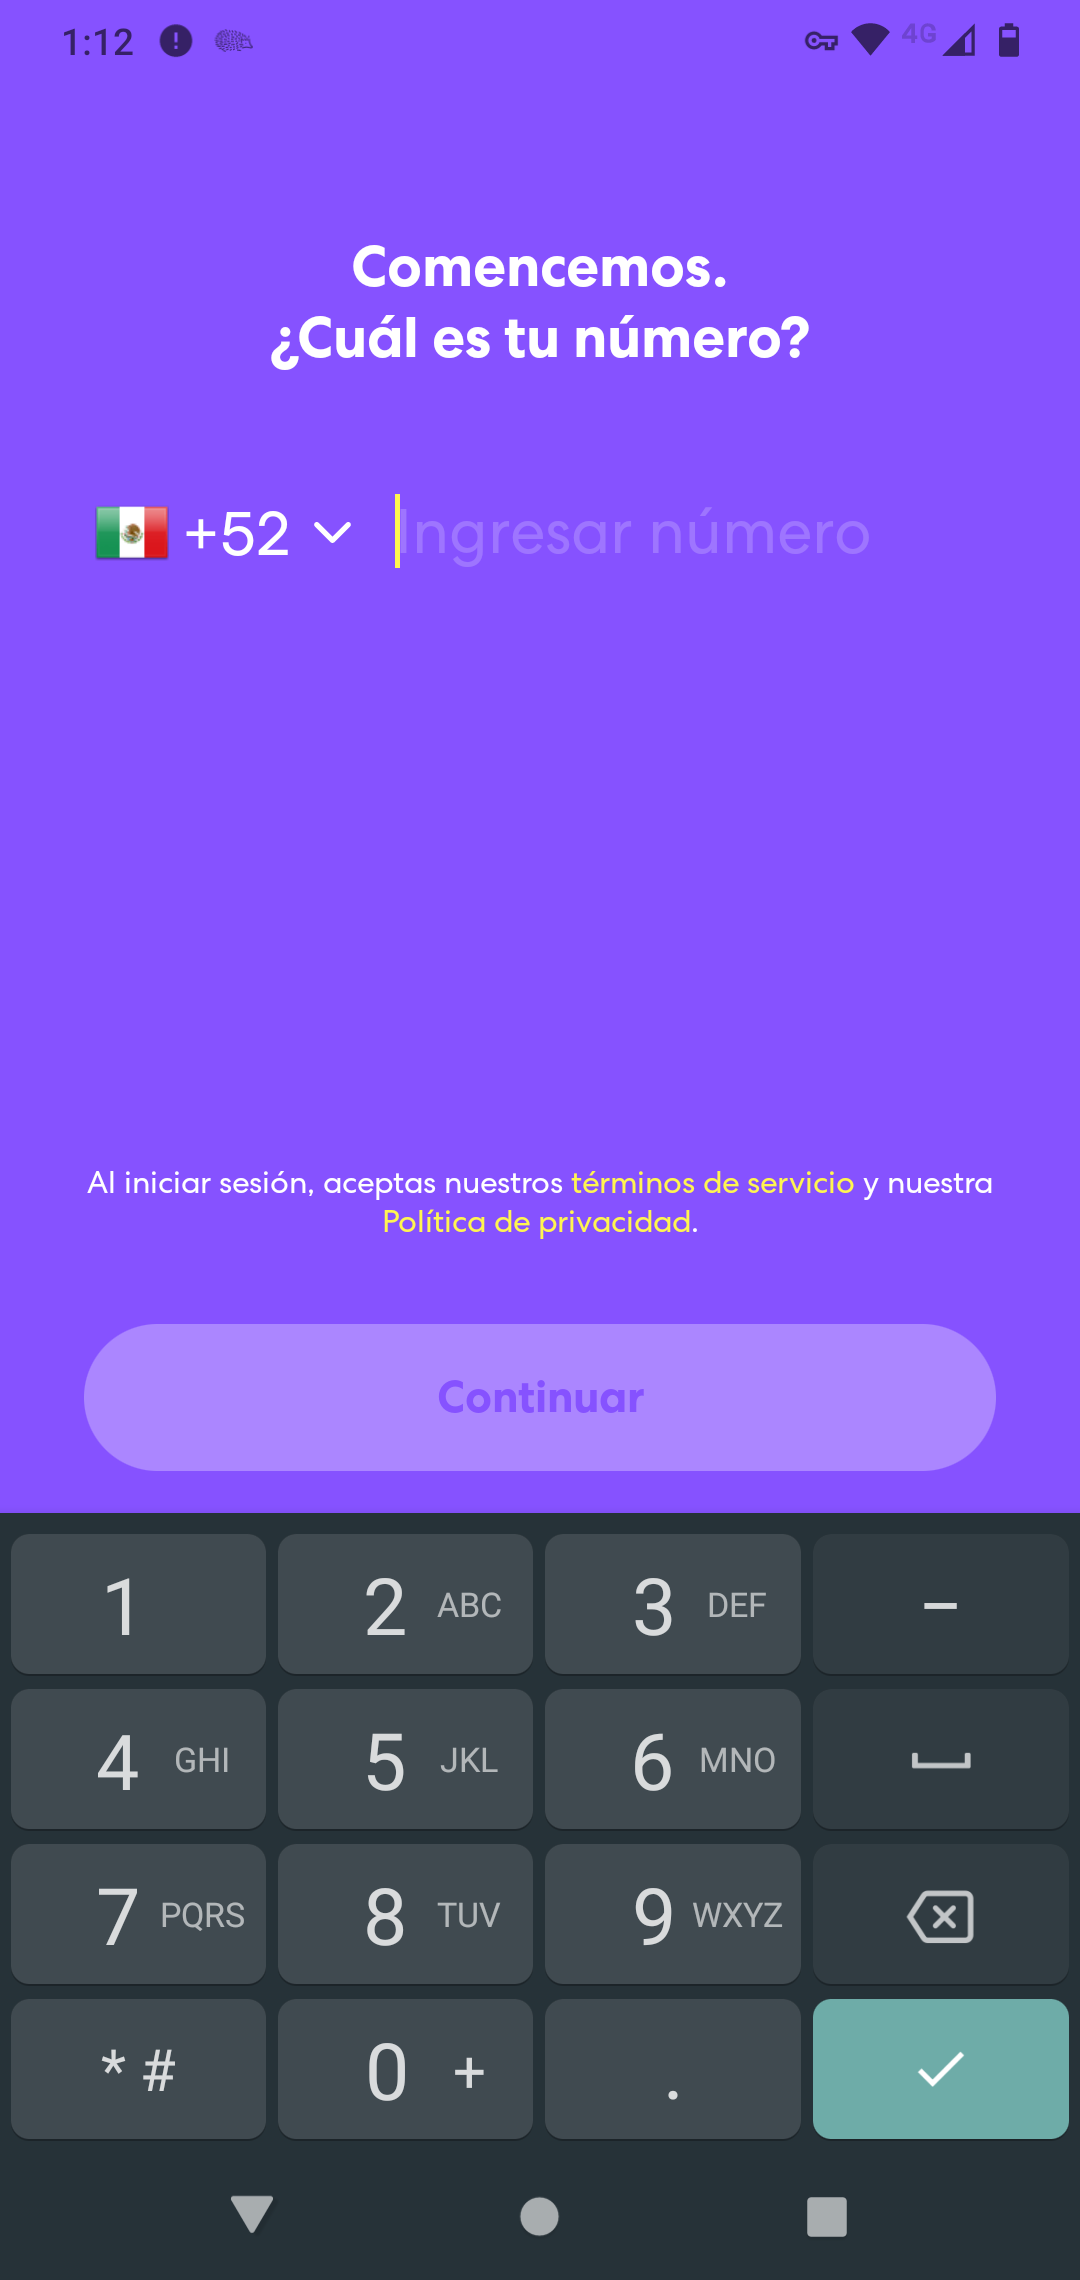 1:12
4G
Comencemos.
¿Cuál es tu número?
+52 Ingresar número
Al iniciar sesión, aceptas nuestros términos de servicio y nuestra
Política de privacidad.
Continuar
1 2 ABC 3 DEF –
4 GHI 5 JKL 6 MNO
7 PQRS 8 TUV 9 WXYZ
* # 0 + .